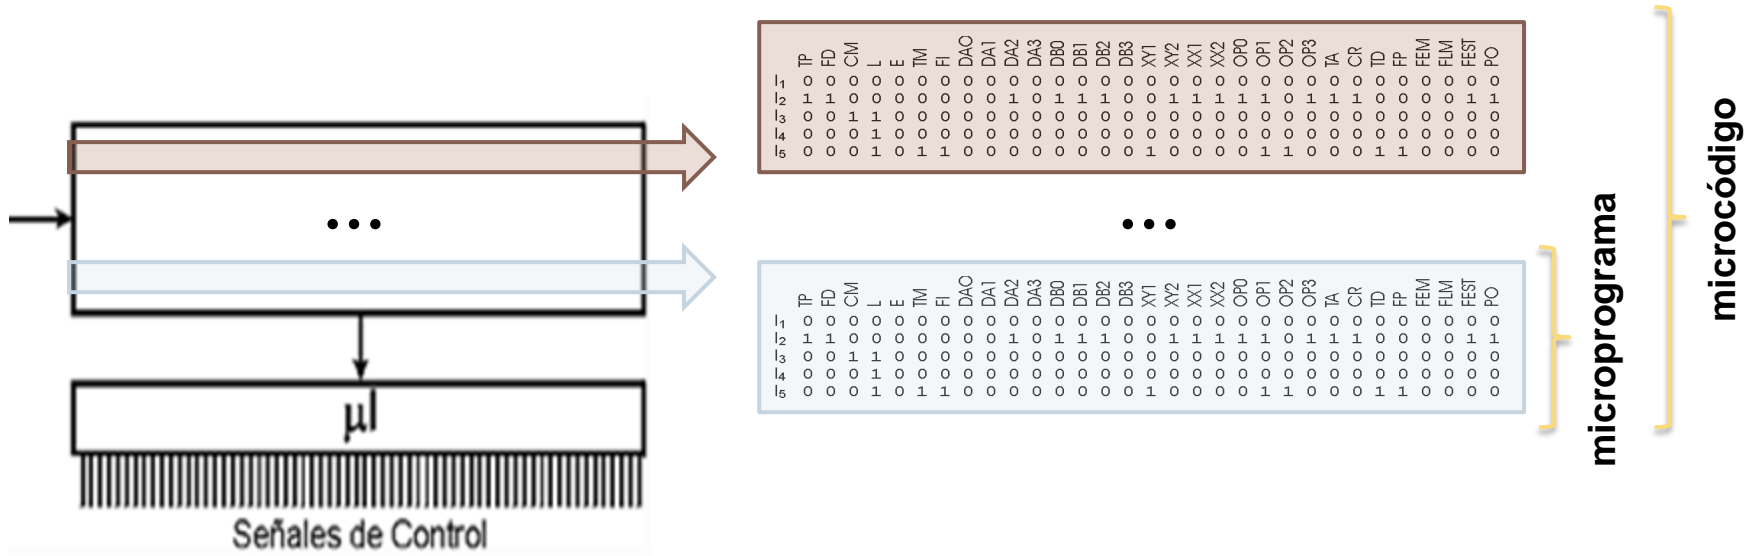 TP FD CM L E TM FI DAO DA1 DA2 DA3 DB0 DB1 DB2 DB3 XY1 XY2 XX1 XX2 OP0 OP1 OP2 OP3 TA CR TD FP FEM FLM FEST PO
I₁ 0 0 0 0 0 0 0 0 0 0 0 0 0 0 0 0 0 0 0 0 0 0 0 0 0 0 0 0 0 0 0
I₂ 1 1 0 0 0 0 0 0 0 1 0 1 1 1 0 0 1 1 1 1 1 0 1 1 1 0 0 0 0 1 1
I₃ 0 0 1 1 0 0 0 0 0 0 0 0 0 0 0 0 0 0 0 0 0 0 0 0 0 0 0 0 0 0 0
I₄ 0 0 0 1 0 0 0 0 0 0 0 0 0 0 0 0 0 0 0 0 0 0 0 0 0 0 0 0 0 0 0
I₅ 0 0 0 1 0 1 1 0 0 0 0 0 0 0 0 1 0 0 0 0 1 1 0 0 0 1 1 0 0 0 0
...
...
TP FD CM L E TM FI DAO DA1 DA2 DA3 DB0 DB1 DB2 DB3 XY1 XY2 XX1 XX2 OP0 OP1 OP2 OP3 TA CR TD FP FEM FLM FEST PO
I₁ 0 0 0 0 0 0 0 0 0 0 0 0 0 0 0 0 0 0 0 0 0 0 0 0 0 0 0 0 0 0 0
I₂ 1 1 0 0 0 0 0 0 0 1 0 1 1 1 0 0 1 1 1 1 1 0 1 1 1 0 0 0 0 1 1
I₃ 0 0 1 1 0 0 0 0 0 0 0 0 0 0 0 0 0 0 0 0 0 0 0 0 0 0 0 0 0 0 0
I₄ 0 0 0 1 0 0 0 0 0 0 0 0 0 0 0 0 0 0 0 0 0 0 0 0 0 0 0 0 0 0 0
I₅ 0 0 0 1 0 1 1 0 0 0 0 0 0 0 0 1 0 0 0 0 1 1 0 0 0 1 1 0 0 0 0
microprograma
microcódigo
μI
Señales de Control